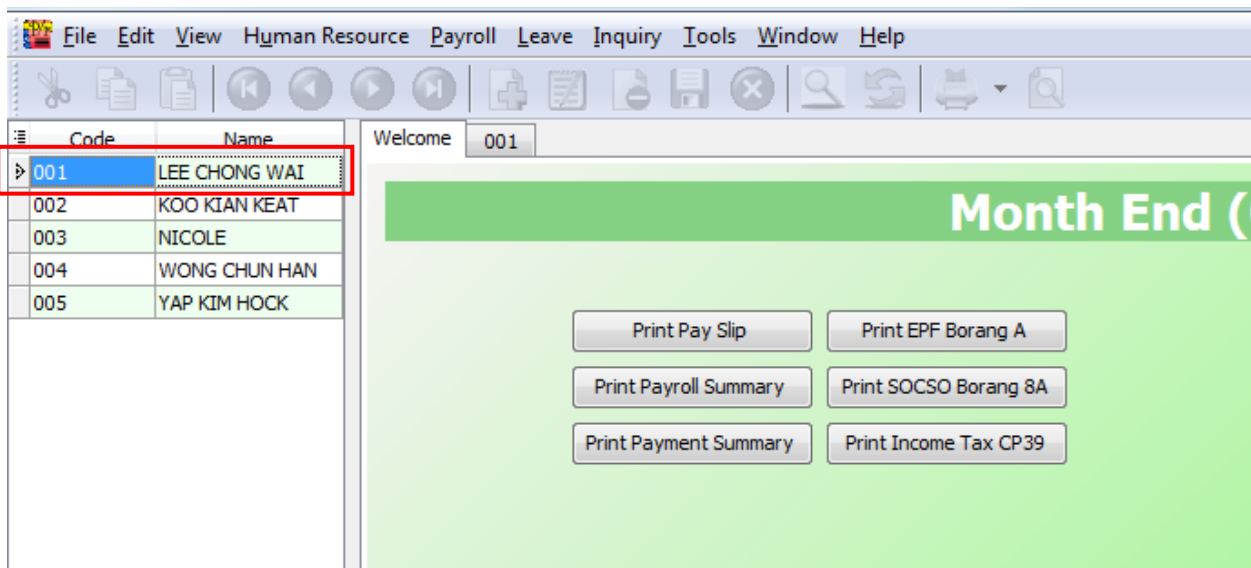 File Edit View Human Resource Payroll Leave Inquiry Tools Window Help
Code Name
001 LEE CHONG WAI
002 KOO KIAN KEAT
003 NICOLE
004 WONG CHUN HAN
005 YAP KIM HOCK
Welcome 001
Month End (
Print Pay Slip Print EPF Borang A
Print Payroll Summary Print SOCSO Borang 8A
Print Payment Summary Print Income Tax CP39